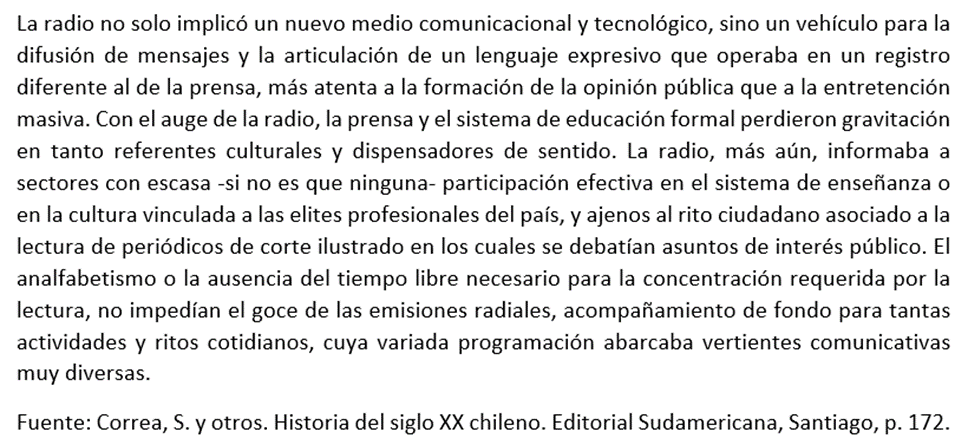 La radio no solo implicó un nuevo medio comunicacional y tecnológico, sino un vehículo para la
difusión de mensajes y la articulación de un lenguaje expresivo que operaba en un registro
diferente al de la prensa, más atenta a la formación de la opinión pública que a la entretención
masiva. Con el auge de la radio, la prensa y el sistema de educación formal perdieron gravitación
en tanto referentes culturales y dispensadores de sentido. La radio, más aún, informaba a
sectores con escasa -si no es que ninguna- participación efectiva en el sistema de enseñanza o
en la cultura vinculada a las elites profesionales del país, y ajenos al rito ciudadano asociado a la
lectura de periódicos de corte ilustrado en los cuales se debatían asuntos de interés público. El
analfabetismo o la ausencia del tiempo libre necesario para la concentración requerida por la
lectura, no impedían el goce de las emisiones radiales, acompañamiento de fondo para tantas
actividades y ritos cotidianos, cuya variada programación abarcaba vertientes comunicativas
muy diversas.
Fuente: Correa, S. y otros. Historia del siglo XX chileno. Editorial Sudamericana, Santiago, p. 172.